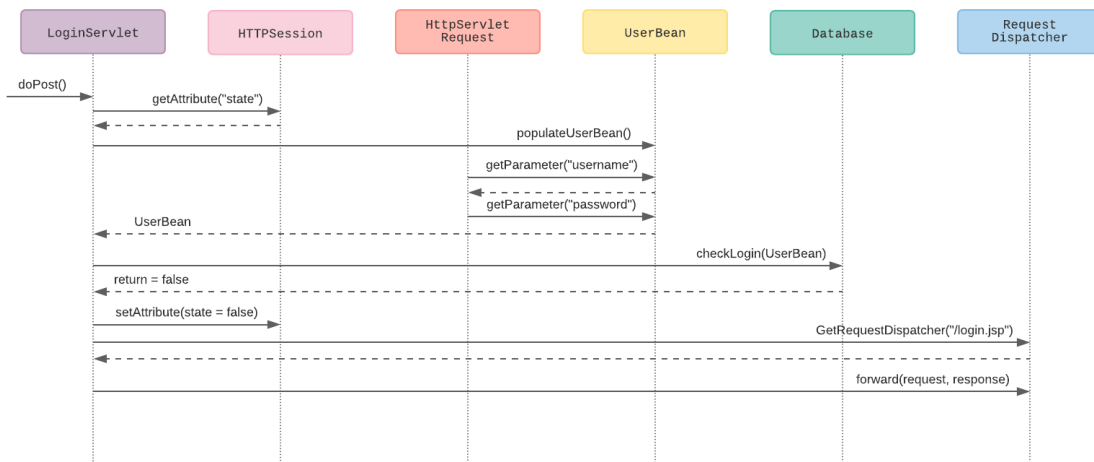 LoginServlet
HTTPSession
HttpServlet
Request
UserBean
Database
Request
Dispatcher
doPost()
getAttribute("state")
populateUserBean()
getParameter("username")
getParameter("password")
UserBean
checkLogin(UserBean)
return = false
setAttribute(state = false)
GetRequestDispatcher("/login.jsp")
forward(request, response)